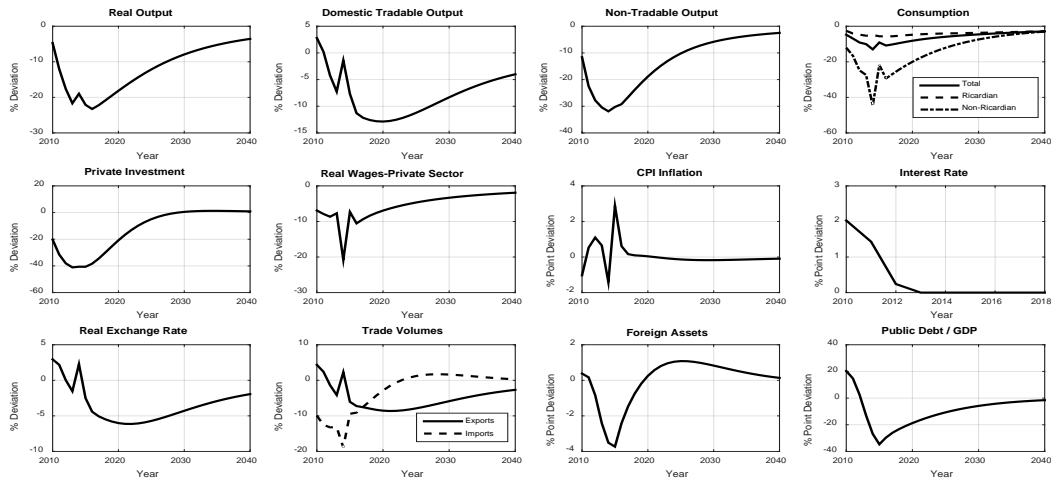 Real Output
% Deviation
0
-10
-20
-30
2010
2020
2030
2040
Year
Domestic Tradable Output
% Deviation
5
0
-5
-10
-15
2010
2020
2030
2040
Year
Non-Tradable Output
% Deviation
0
-10
-20
-30
-40
2010
2020
2030
2040
Year
Consumption
% Deviation
0
-20
-40
-60
Total
Ricardian
Non-Ricardian
2010
2020
2030
2040
Year
Private Investment
% Deviation
20
0
-20
-40
-60
2010
2020
2030
2040
Year
Real Wages-Private Sector
% Deviation
0
-10
-20
-30
2010
2020
2030
2040
Year
CPI Inflation
% Point Deviation
4
2
0
-2
2010
2020
2030
2040
Year
Interest Rate
% Point Deviation
3
2
1
0
2010
2012
2014
2016
2018
Year
Real Exchange Rate
% Deviation
5
0
-5
-10
2010
2020
2030
2040
Year
Trade Volumes
% Deviation
10
0
-10
-20
Exports
Imports
2010
2020
2030
2040
Year
Foreign Assets
% Point Deviation
2
0
-2
-4
2010
2020
2030
2040
Year
Public Debt / GDP
% Point Deviation
40
20
0
-20
-40
2010
2020
2030
2040
Year